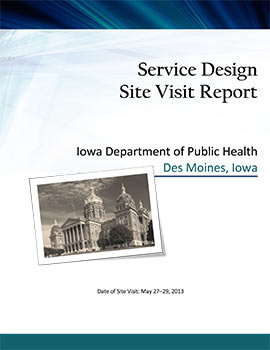 Service Design
Site Visit Report
Iowa Department of Public Health
Des Moines, Iowa
Date of Site Visit: May 27–29, 2013